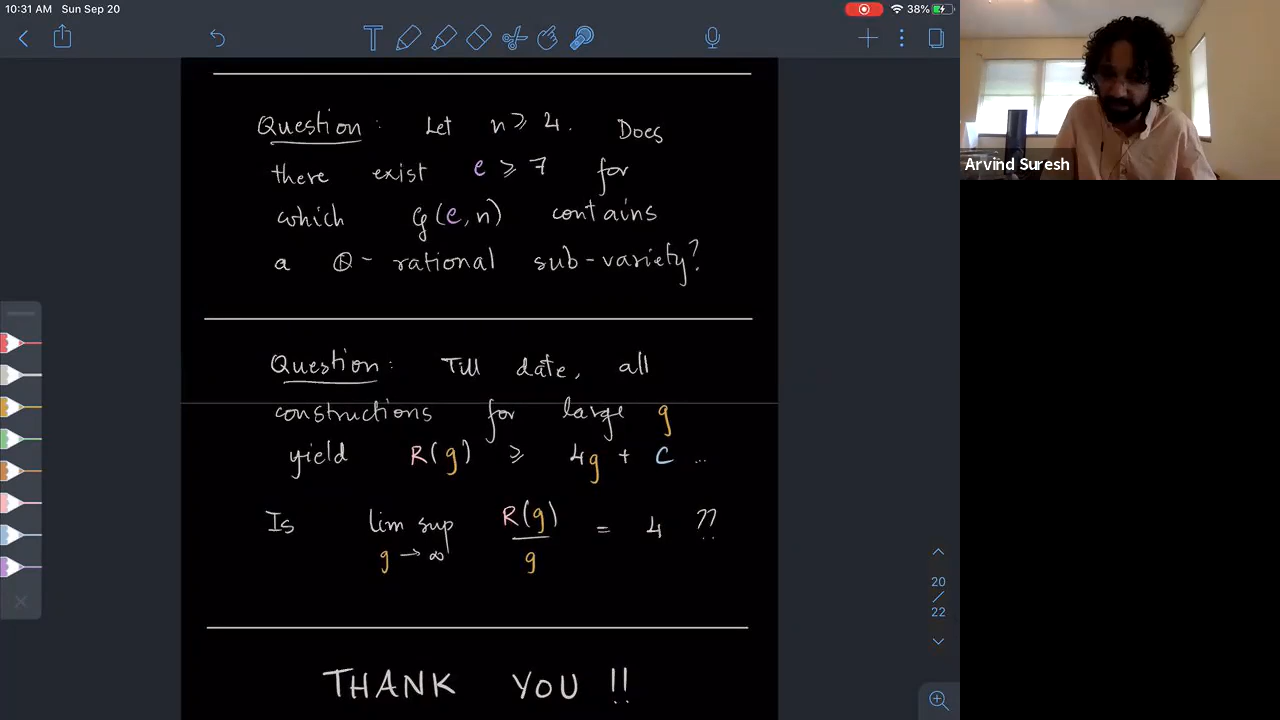 10:31 AM Sun Sep 20
38%
Question: Let n ≥ 4. Does
there exist e ≥ 7 for
which G(e, n) contains
a Q- rational sub-variety?
Question: Till date, all
constructions for large g
yield R(g) ≥ 4g + C ...
Is lim sup g → ∞ R(g)/g = 4 ??
THANK YOU !!
20
/
22
Arvind Suresh